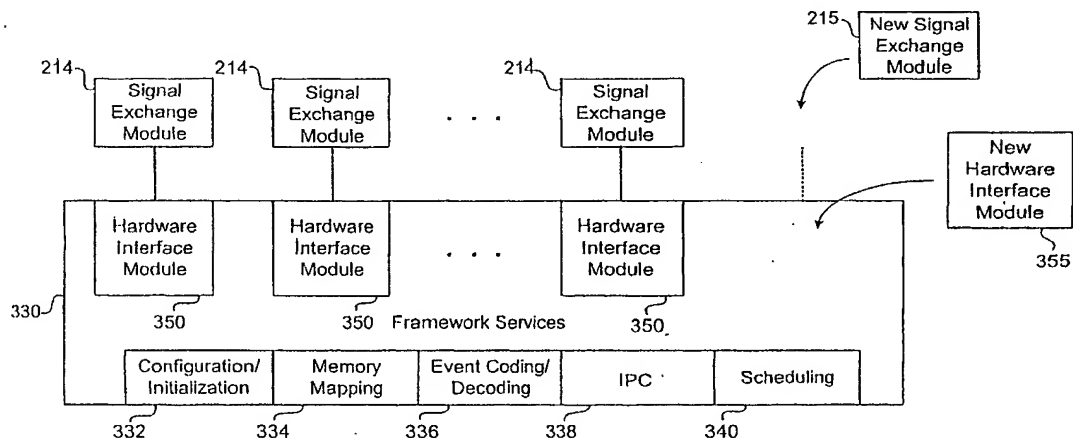 215
New Signal
Exchange
Module
214
Signal
Exchange
Module
214
Signal
Exchange
Module
. . .
214
Signal
Exchange
Module
New
Hardware
Interface
Module
355
Hardware
Interface
Module
350
Hardware
Interface
Module
350
. . .
Hardware
Interface
Module
350
330
Framework Services
Configuration/
Initialization
332
Memory
Mapping
334
Event Coding/
Decoding
336
IPC
338
Scheduling
340